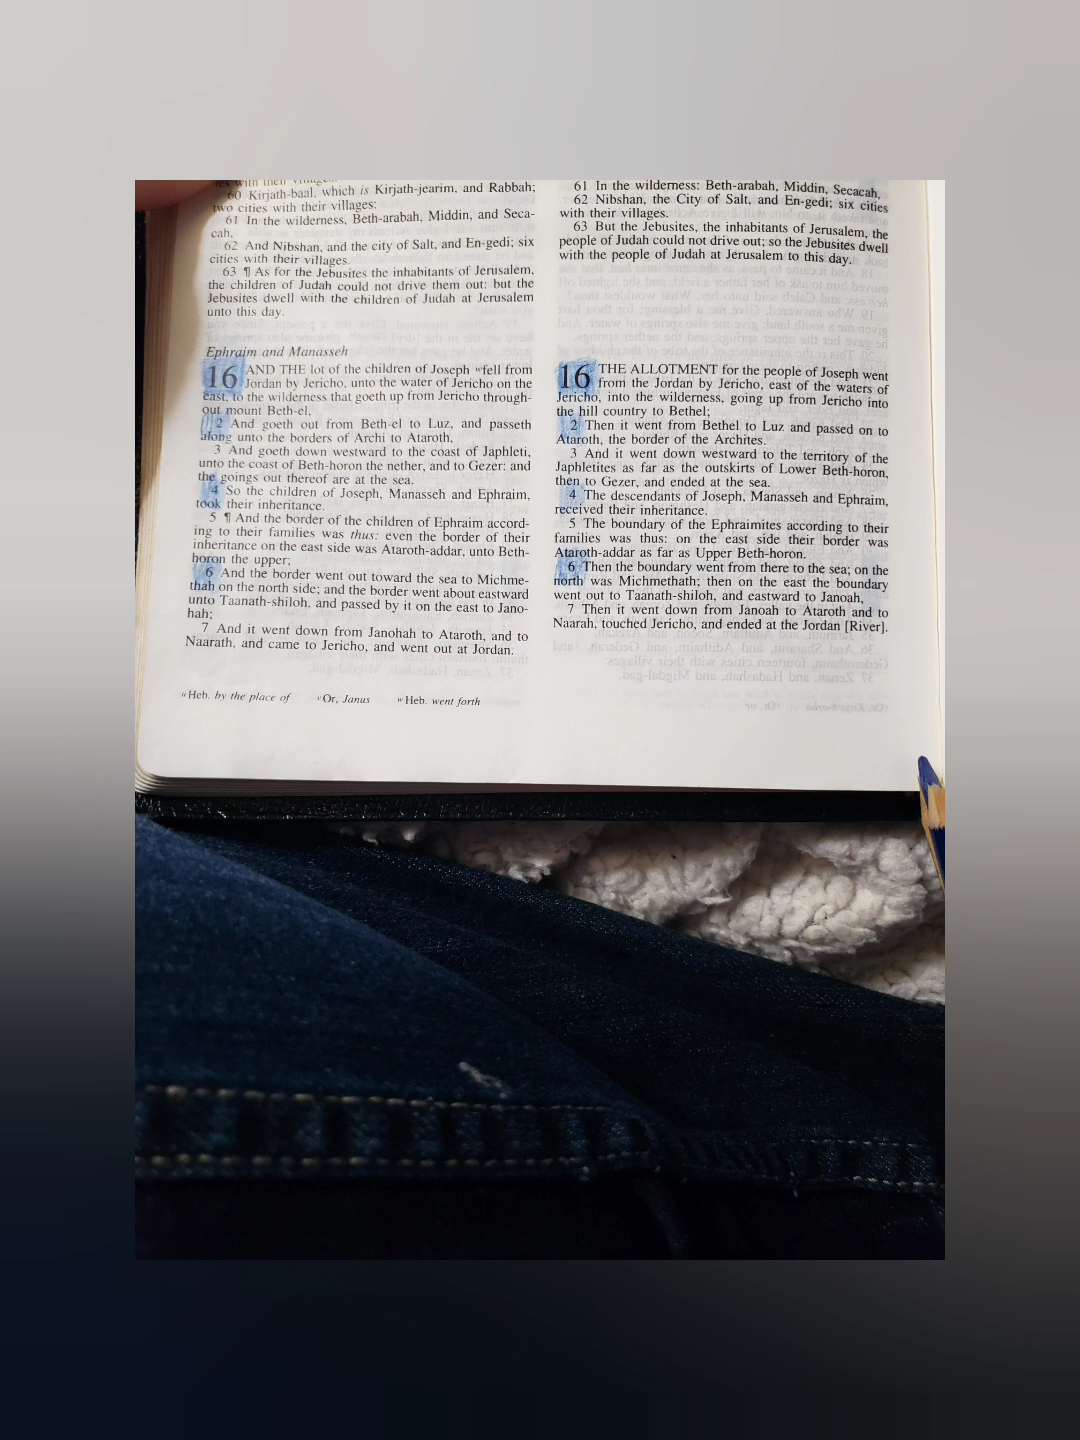 ies with their villages.
60 Kirjath-baal, which is Kirjath-jearim, and Rabbah;
two cities with their villages:
61 In the wilderness, Beth-arabah, Middin, and Seca-
cah,
62 And Nibshan, and the city of Salt, and En-gedi; six
cities with their villages.
63 ¶ As for the Jebusites the inhabitants of Jerusalem,
the children of Judah could not drive them out: but the
Jebusites dwell with the children of Judah at Jerusalem
unto this day.
Ephraim and Manasseh
16 AND THE lot of the children of Joseph ʷfell from
Jordan by Jericho, unto the water of Jericho on the
east, to the wilderness that goeth up from Jericho through-
out mount Beth-el,
2 And goeth out from Beth-el to Luz, and passeth
along unto the borders of Archi to Ataroth,
3 And goeth down westward to the coast of Japhleti,
unto the coast of Beth-horon the nether, and to Gezer: and
the goings out thereof are at the sea.
4 So the children of Joseph, Manasseh and Ephraim,
took their inheritance.
5 ¶ And the border of the children of Ephraim accord-
ing to their families was thus: even the border of their
inheritance on the east side was Ataroth-addar, unto Beth-
horon the upper;
6 And the border went out toward the sea to Michme-
thah on the north side; and the border went about eastward
unto Taanath-shiloh, and passed by it on the east to Jano-
hah;
7 And it went down from Janohah to Ataroth, and to
Naarath, and came to Jericho, and went out at Jordan.
ᵘHeb. by the place of ᵛOr, Janus ʷHeb. went forth
61 In the wilderness: Beth-arabah, Middin, Secacah,
62 Nibshan, the City of Salt, and En-gedi; six cities
with their villages.
63 But the Jebusites, the inhabitants of Jerusalem, the
people of Judah could not drive out; so the Jebusites dwell
with the people of Judah at Jerusalem to this day.
16 THE ALLOTMENT for the people of Joseph went
from the Jordan by Jericho, east of the waters of
Jericho, into the wilderness, going up from Jericho into
the hill country to Bethel;
2 Then it went from Bethel to Luz and passed on to
Ataroth, the border of the Archites.
3 And it went down westward to the territory of the
Japhletites as far as the outskirts of Lower Beth-horon,
then to Gezer, and ended at the sea.
4 The descendants of Joseph, Manasseh and Ephraim,
received their inheritance.
5 The boundary of the Ephraimites according to their
families was thus: on the east side their border was
Ataroth-addar as far as Upper Beth-horon.
6 Then the boundary went from there to the sea; on the
north was Michmethath; then on the east the boundary
went out to Taanath-shiloh, and eastward to Janoah,
7 Then it went down from Janoah to Ataroth and to
Naarah, touched Jericho, and ended at the Jordan [River].